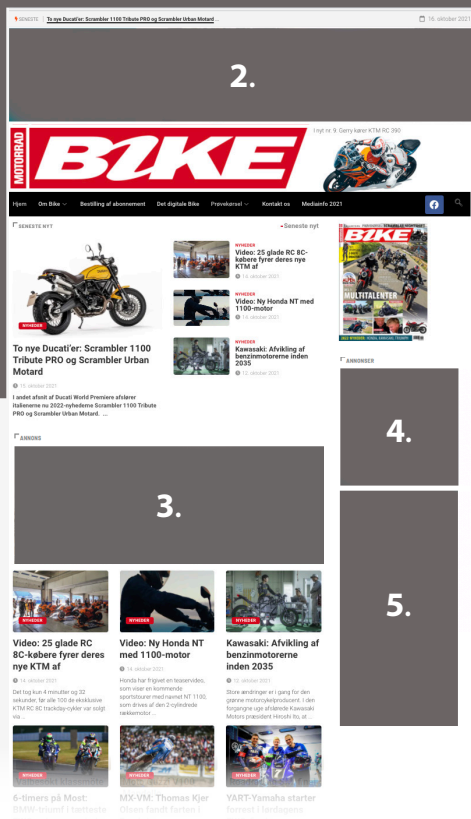 SENESTE
To nye Ducati'er: Scrambler 1100 Tribute PRO og Scrambler Urban Motard ...
16. oktober 2021
2.
MOTORRAD
BIKE
I nyt nr. 9: Gerry kører KTM RC 390
Hjem Om Bike Bestilling af abonnement Det digitale Bike Prøvekørsel Kontakt os Mediainfo 2021
SENESTE NYT
Seneste nyt
NYHEDER
To nye Ducati'er: Scrambler 1100
Tribute PRO og Scrambler Urban
Motard
15. oktober 2021
I andet afsnit af Ducati World Premiere afslører
italienerne nu 2022-nyhederne Scrambler 1100 Tribute
PRO og Scrambler Urban Motard. ...
NYHEDER
Video: 25 glade RC 8C-
købere fyrer deres nye
KTM af
14. oktober 2021
NYHEDER
Video: Ny Honda NT med
1100-motor
14. oktober 2021
NYHEDER
Kawasaki: Afvikling af
benzinmotorerne inden
2035
12. oktober 2021
BIKE
MULTITALENTER
ANNONSER
4.
5.
ANNONS
3.
NYHEDER
Video: 25 glade RC
8C-købere fyrer deres
nye KTM af
14. oktober 2021
Det tog kun 4 minutter og 32
sekunder, før alle 100 de eksklusive
KTM RC 8C trackday-cykler var solgt
via ...
NYHEDER
Video: Ny Honda NT
med 1100-motor
14. oktober 2021
Honda har frigivet en teaservideo,
som viser en kommende
sportstourer med navnet NT 1100,
som drives af den 2-cylindrede
rækkemotor ...
NYHEDER
Kawasaki: Afvikling af
benzinmotorerne
inden 2035
12. oktober 2021
Store ændringer er i gang for den
grønne motorcykelproducent. I den
forgangne uge afslørede Kawasaki
Motors præsident Hiroshi Ito, at ...
NYHEDER
6-timers på Most:
BMW-triumf i tætteste
NYHEDER
MX-VM: Thomas Kjer
Olsen fandt farten i
NYHEDER
YART-Yamaha starter
forrest i lørdagens